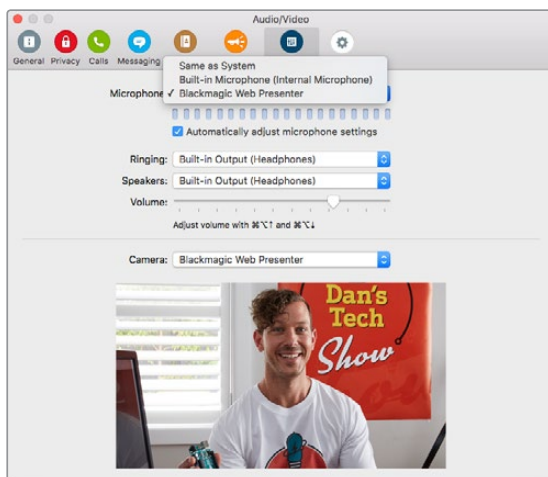 Audio/Video
General Privacy Calls Messaging
Same as System
Built-in Microphone (Internal Microphone)
Microphone: ✓ Blackmagic Web Presenter
Automatically adjust microphone settings
Ringing: Built-in Output (Headphones)
Speakers: Built-in Output (Headphones)
Volume:
Adjust volume with ⌘⌥↑ and ⌘⌥↓
Camera: Blackmagic Web Presenter
Dan's
Tech
Show